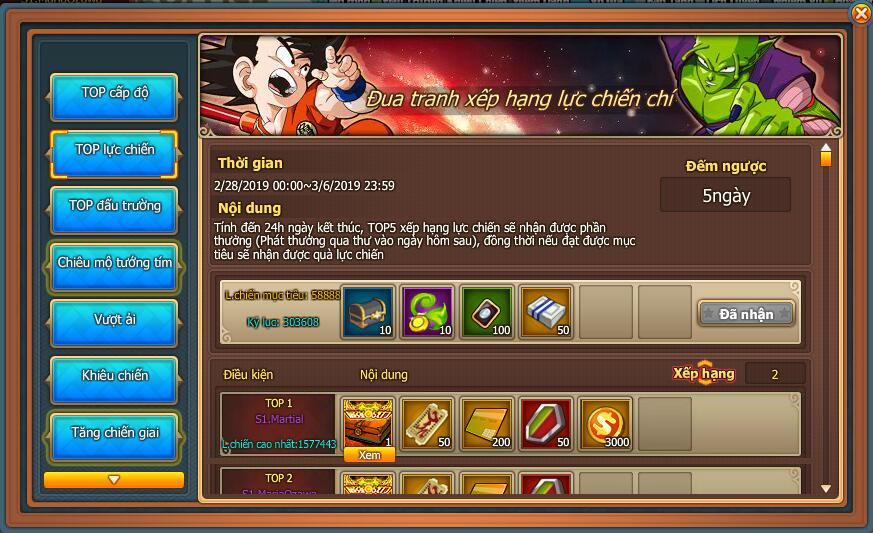 Đua tranh xếp hạng lực chiến chí
TOP cấp độ
TOP lực chiến
TOP đấu trường
Chiêu mộ tướng tím
Vượt ải
Khiêu chiến
Tăng chiến giai
Thời gian
2/28/2019 00:00~3/6/2019 23:59
Đếm ngược
5ngày
Nội dung
Tính đến 24h ngày kết thúc, TOP5 xếp hạng lực chiến sẽ nhận được phần
thưởng (Phát thưởng qua thư vào ngày hôm sau), đồng thời nếu đạt được mục
tiêu sẽ nhận được quà lực chiến
L.chiến mục tiêu: 58888
Kỷ lục: 303608
10
10
100
50
Đã nhận
Điều kiện
Nội dung
Xếp hạng
2
TOP 1
S1.Martial
L.chiến cao nhất:1577443
1
50
200
50
3000
Xem
TOP 2
S1.MariaOzawa